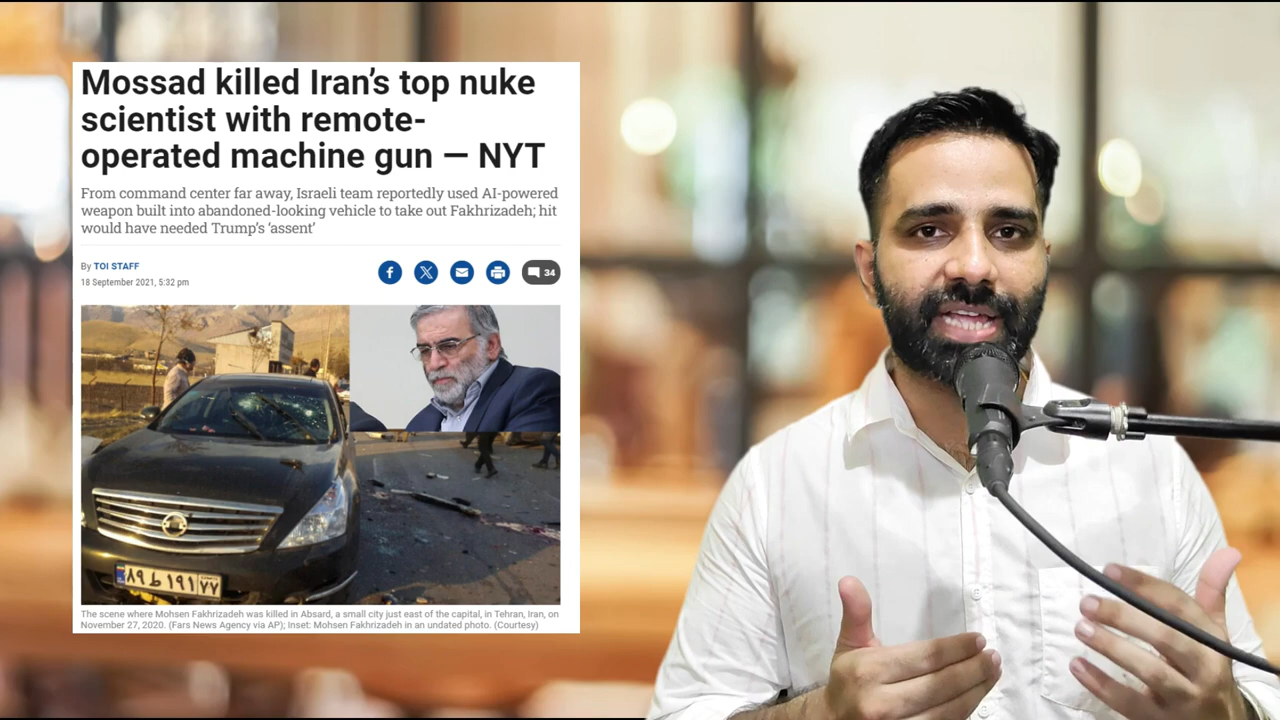 Mossad killed Iran's top nuke
scientist with remote-
operated machine gun — NYT
From command center far away, Israeli team reportedly used AI-powered
weapon built into abandoned-looking vehicle to take out Fakhrizadeh; hit
would have needed Trump's 'assent'
By TOI STAFF
18 September 2021, 5:32 pm
34
۸۹ ط ۱۹۱ ۷۷
The scene where Mohsen Fakhrizadeh was killed in Absard, a small city just east of the capital, in Tehran, Iran, on
November 27, 2020. (Fars News Agency via AP); Inset: Mohsen Fakhrizadeh in an undated photo. (Courtesy)